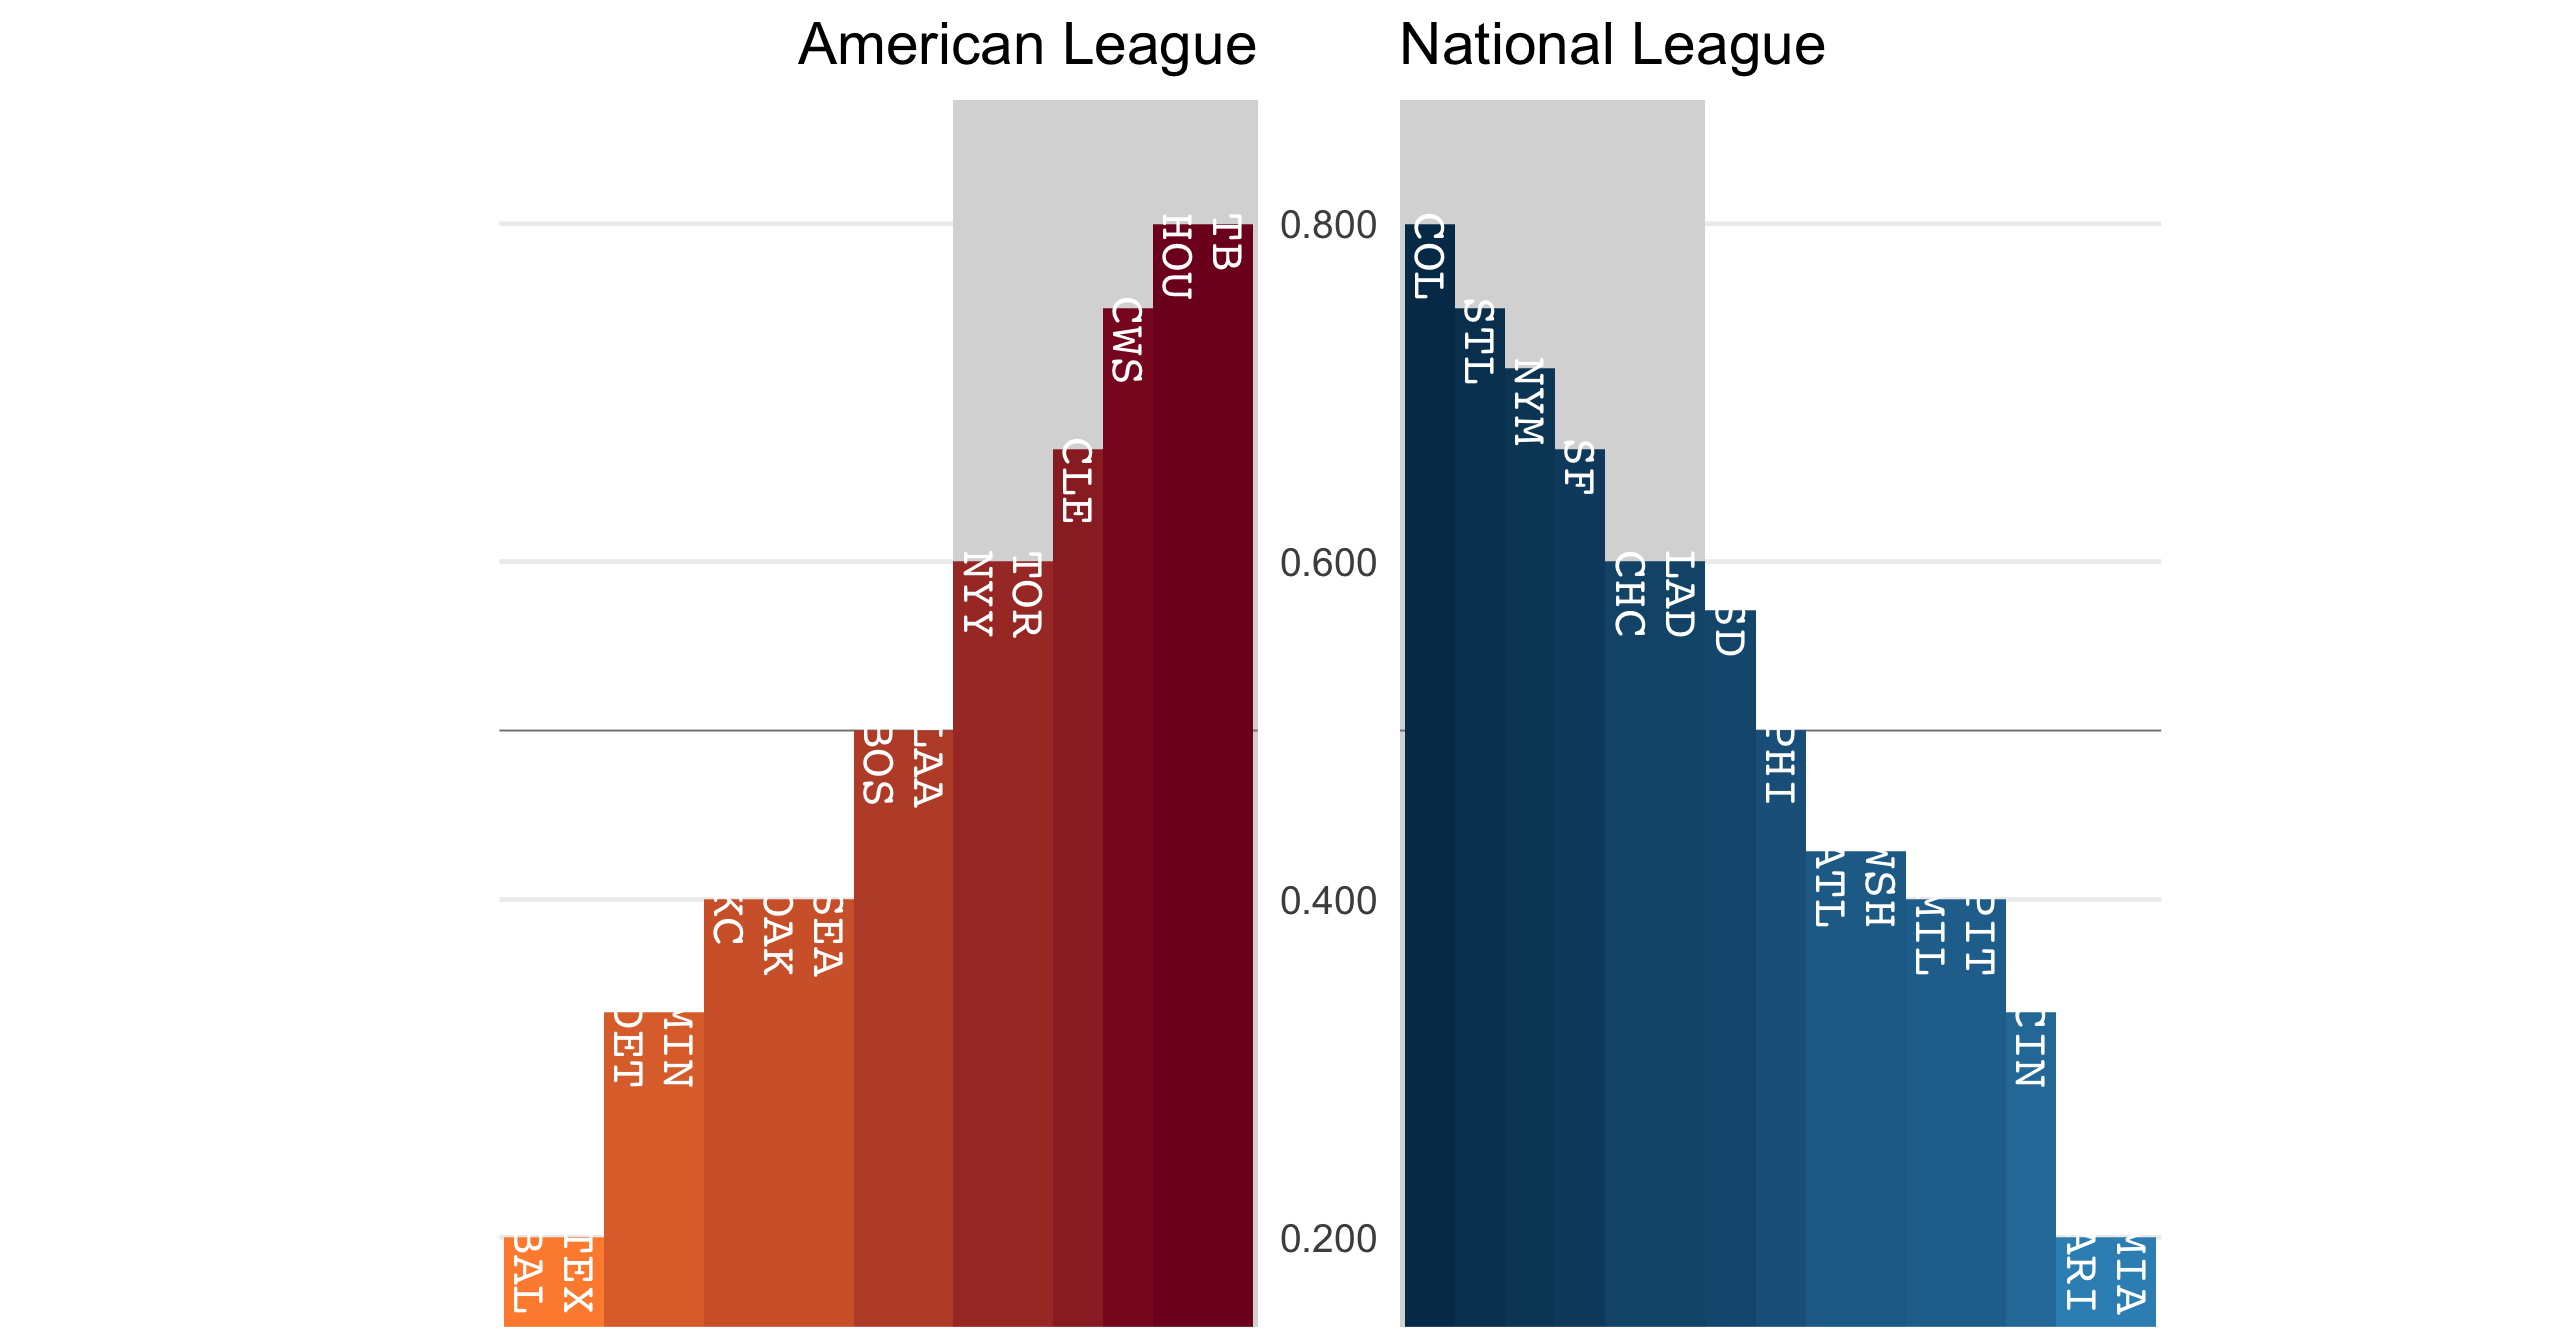 American League
National League
0.800
0.600
0.400
0.200
BAL
TEX
DET
MIN
KC
OAK
SEA
BOS
LAA
NYY
TOR
CLE
CWS
HOU
TB
COL
STL
NYM
SF
CHC
LAD
SD
PHI
ATL
WSH
MIL
PIT
CIN
ARI
MIA